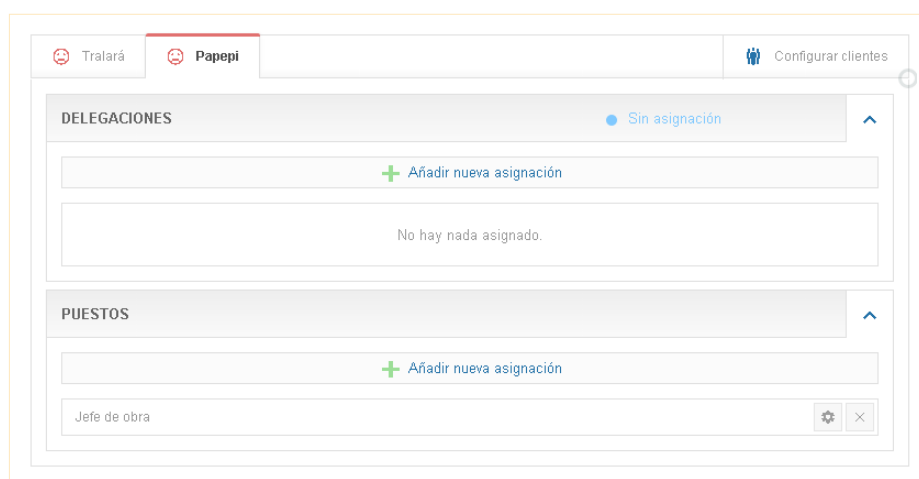 Tralará
Papepi
Configurar clientes
DELEGACIONES
Sin asignación
Añadir nueva asignación
No hay nada asignado.
PUESTOS
Añadir nueva asignación
Jefe de obra